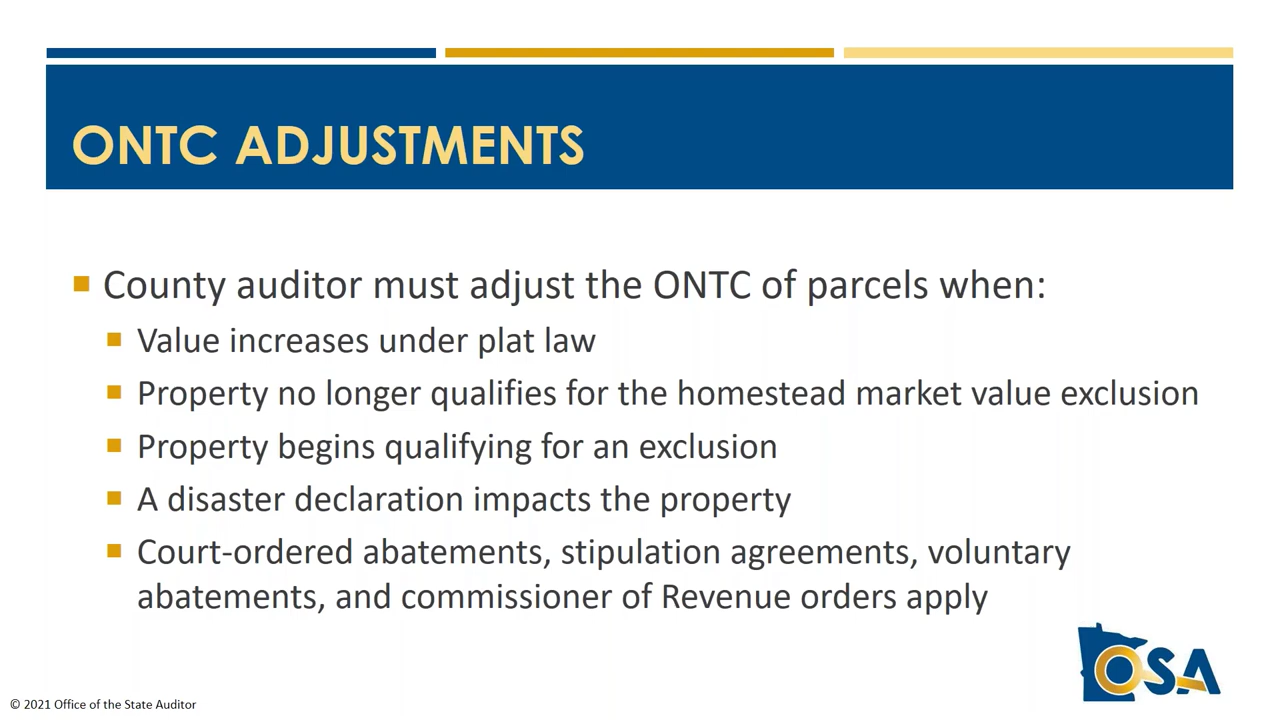 ONTC ADJUSTMENTS
County auditor must adjust the ONTC of parcels when:
Value increases under plat law
Property no longer qualifies for the homestead market value exclusion
Property begins qualifying for an exclusion
A disaster declaration impacts the property
Court-ordered abatements, stipulation agreements, voluntary
abatements, and commissioner of Revenue orders apply
OSA
© 2021 Office of the State Auditor